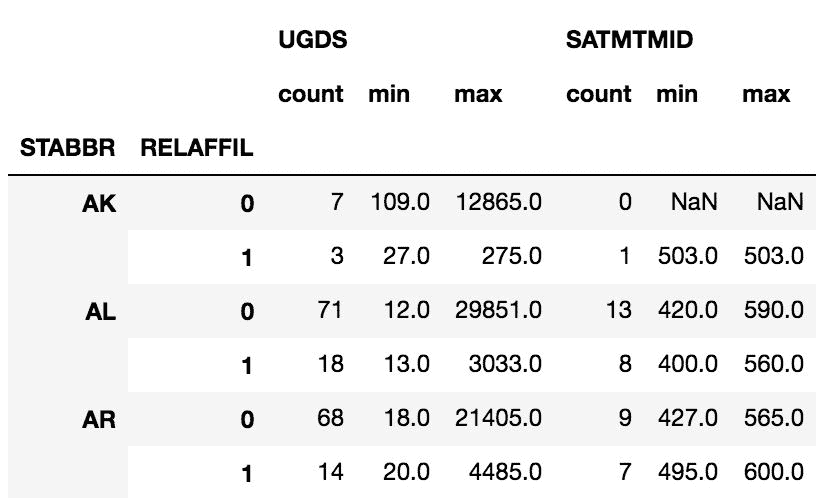 UGDS SATMTMID
count min max count min max
STABBR RELAFFIL
AK 0 7 109.0 12865.0 0 NaN NaN
1 3 27.0 275.0 1 503.0 503.0
AL 0 71 12.0 29851.0 13 420.0 590.0
1 18 13.0 3033.0 8 400.0 560.0
AR 0 68 18.0 21405.0 9 427.0 565.0
1 14 20.0 4485.0 7 495.0 600.0